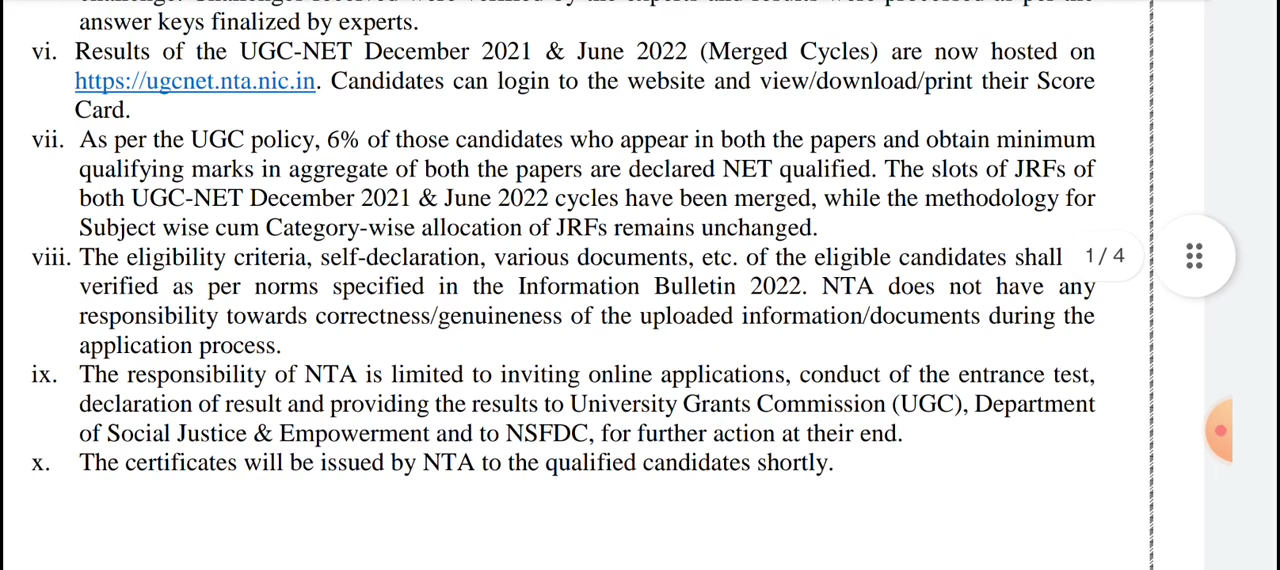 answer keys finalized by experts.
vi. Results of the UGC-NET December 2021 & June 2022 (Merged Cycles) are now hosted on
https://ugcnet.nta.nic.in. Candidates can login to the website and view/download/print their Score
Card.
vii. As per the UGC policy, 6% of those candidates who appear in both the papers and obtain minimum
qualifying marks in aggregate of both the papers are declared NET qualified. The slots of JRFs of
both UGC-NET December 2021 & June 2022 cycles have been merged, while the methodology for
Subject wise cum Category-wise allocation of JRFs remains unchanged.
viii. The eligibility criteria, self-declaration, various documents, etc. of the eligible candidates shall 1/4
verified as per norms specified in the Information Bulletin 2022. NTA does not have any
responsibility towards correctness/genuineness of the uploaded information/documents during the
application process.
ix. The responsibility of NTA is limited to inviting online applications, conduct of the entrance test,
declaration of result and providing the results to University Grants Commission (UGC), Department
of Social Justice & Empowerment and to NSFDC, for further action at their end.
x. The certificates will be issued by NTA to the qualified candidates shortly.